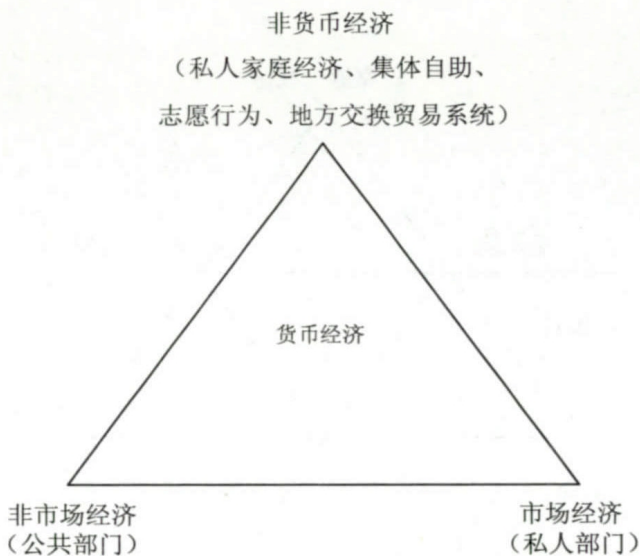 非货币经济
（私人家庭经济、集体自助、
志愿行为、地方交换贸易系统）
货币经济
非市场经济
（公共部门）
市场经济
（私人部门）